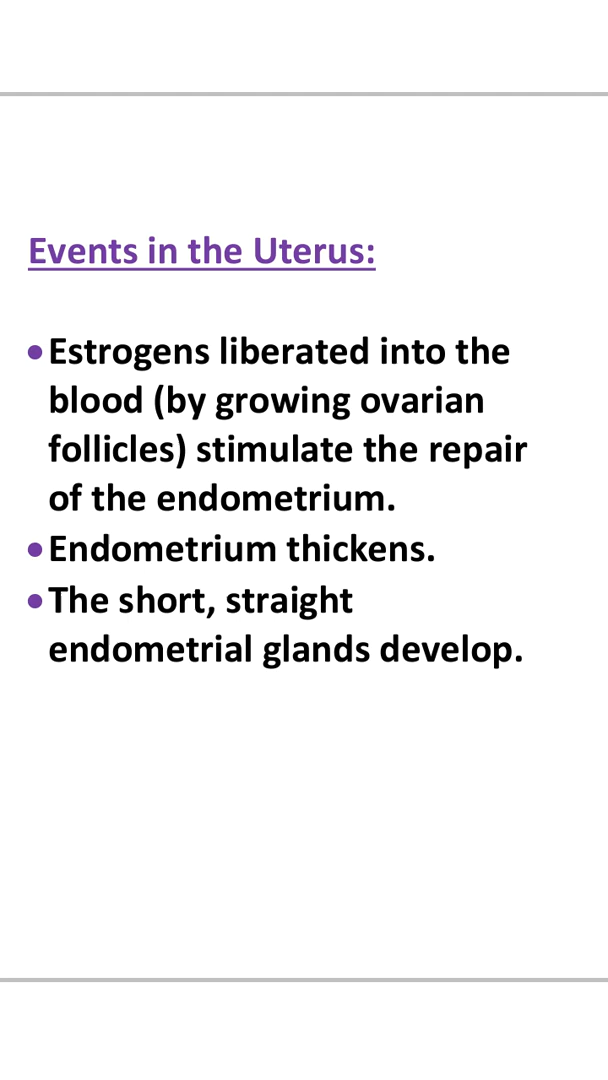 Events in the Uterus:
•Estrogens liberated into the
blood (by growing ovarian
follicles) stimulate the repair
of the endometrium.
•Endometrium thickens.
•The short, straight
endometrial glands develop.